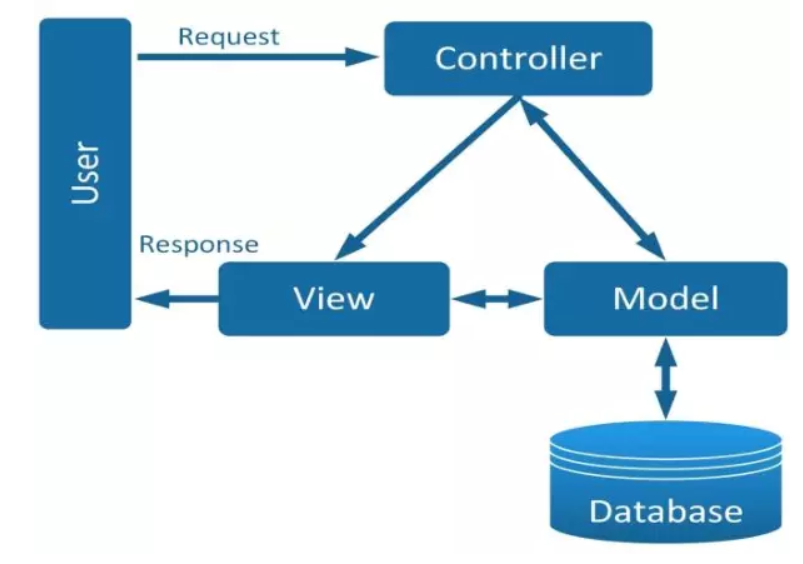 Request
Controller
User
Response
View
Model
Database